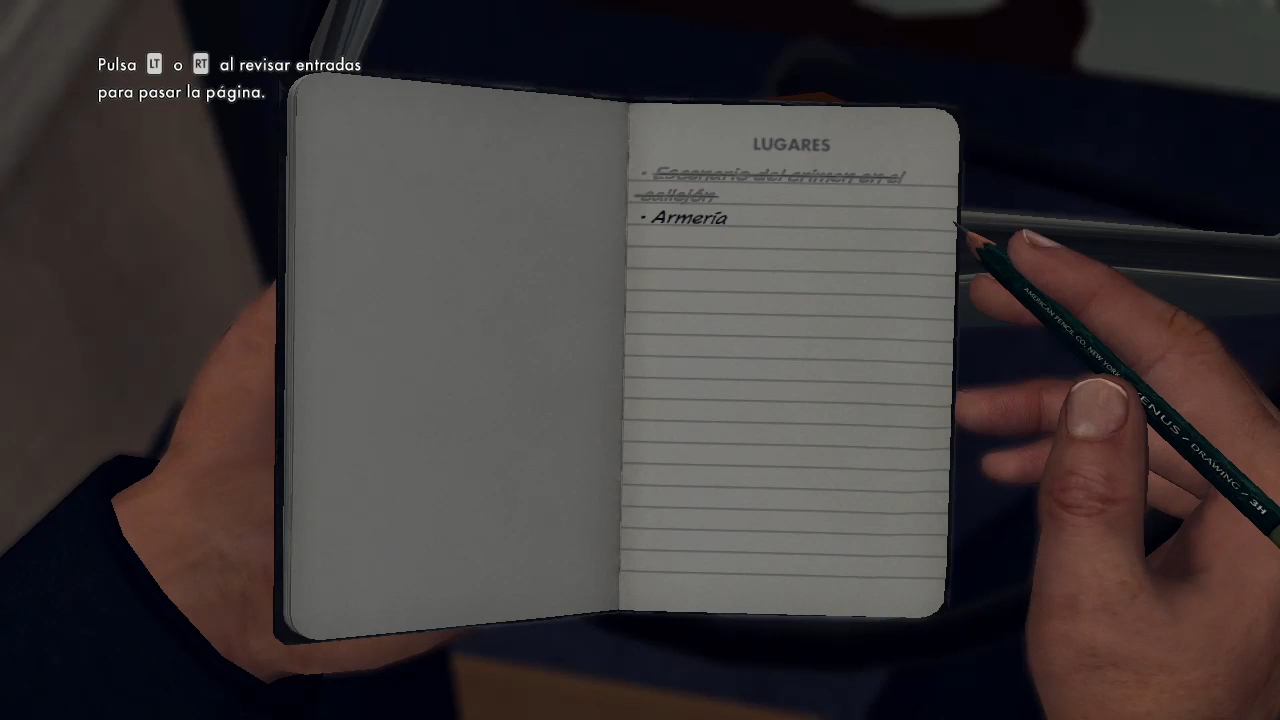 Pulsa LT o RT al revisar entradas
para pasar la página.
LUGARES
· Escenario del crimen en el
callejón
· Armería
AMERICAN PENCIL CO. NEW YORK
VENUS / DRAWING / 3H